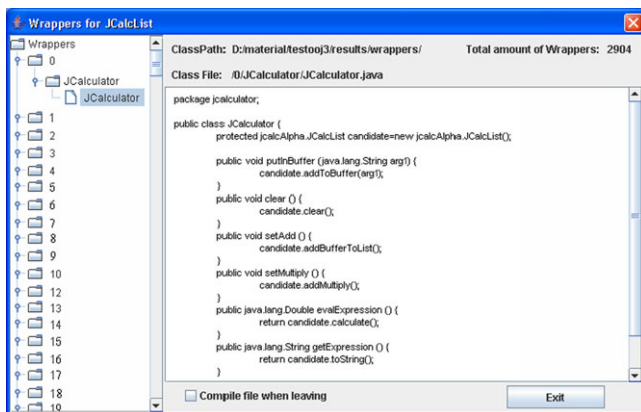 Wrappers for JCalcList
Wrappers
0
JCalculator
JCalculator
1
2
3
4
5
6
7
8
9
10
12
13
14
15
16
17
18
19
ClassPath: D:/material/testooj3/results/wrappers/ Total amount of Wrappers: 2904
Class File: /0/JCalculator/JCalculator.java
package jcalculator;
public class JCalculator {
protected jcalcAlpha.JCalcList candidate=new jcalcAlpha.JCalcList();
public void putInBuffer (java.lang.String arg1) {
candidate.addToBuffer(arg1);
}
public void clear () {
candidate.clear();
}
public void setAdd () {
candidate.addBufferToList();
}
public void setMultiply () {
candidate.addMultiply();
}
public java.lang.Double evalExpression () {
return candidate.calculate();
}
public java.lang.String getExpression () {
return candidate.toString();
}
Compile file when leaving
Exit